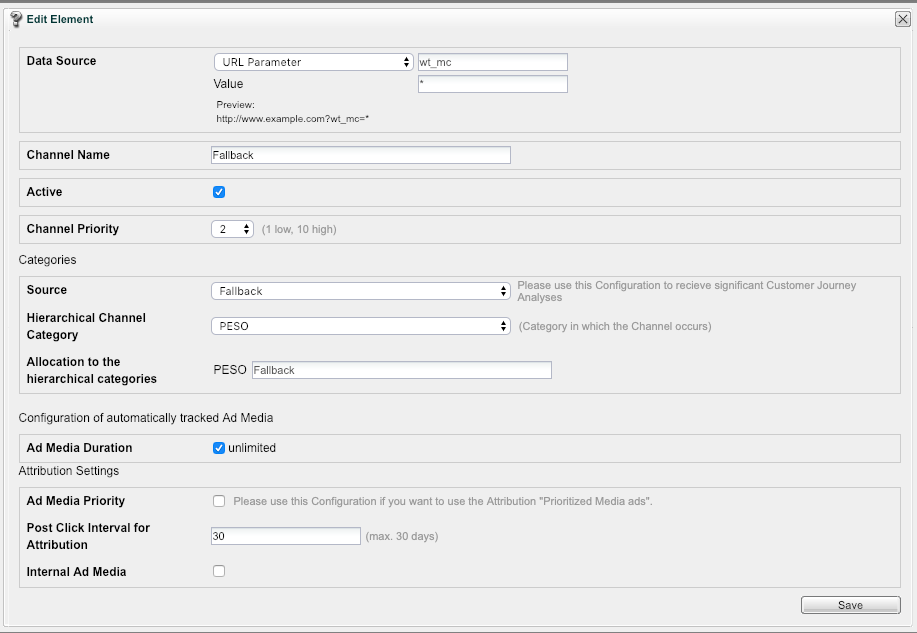 Edit Element
Data Source
URL Parameter
wt_mc
Value
*
Preview:
http://www.example.com?wt_mc=*
Channel Name
Fallback
Active
Channel Priority
2
(1 low, 10 high)
Categories
Source
Fallback
Please use this Configuration to recieve significant Customer Journey
Analyses
Hierarchical Channel
Category
PESO
(Category in which the Channel occurs)
Allocation to the
hierarchical categories
PESO
Fallback
Configuration of automatically tracked Ad Media
Ad Media Duration
unlimited
Attribution Settings
Ad Media Priority
Please use this Configuration if you want to use the Attribution "Prioritized Media ads".
Post Click Interval for
Attribution
30
(max. 30 days)
Internal Ad Media
Save